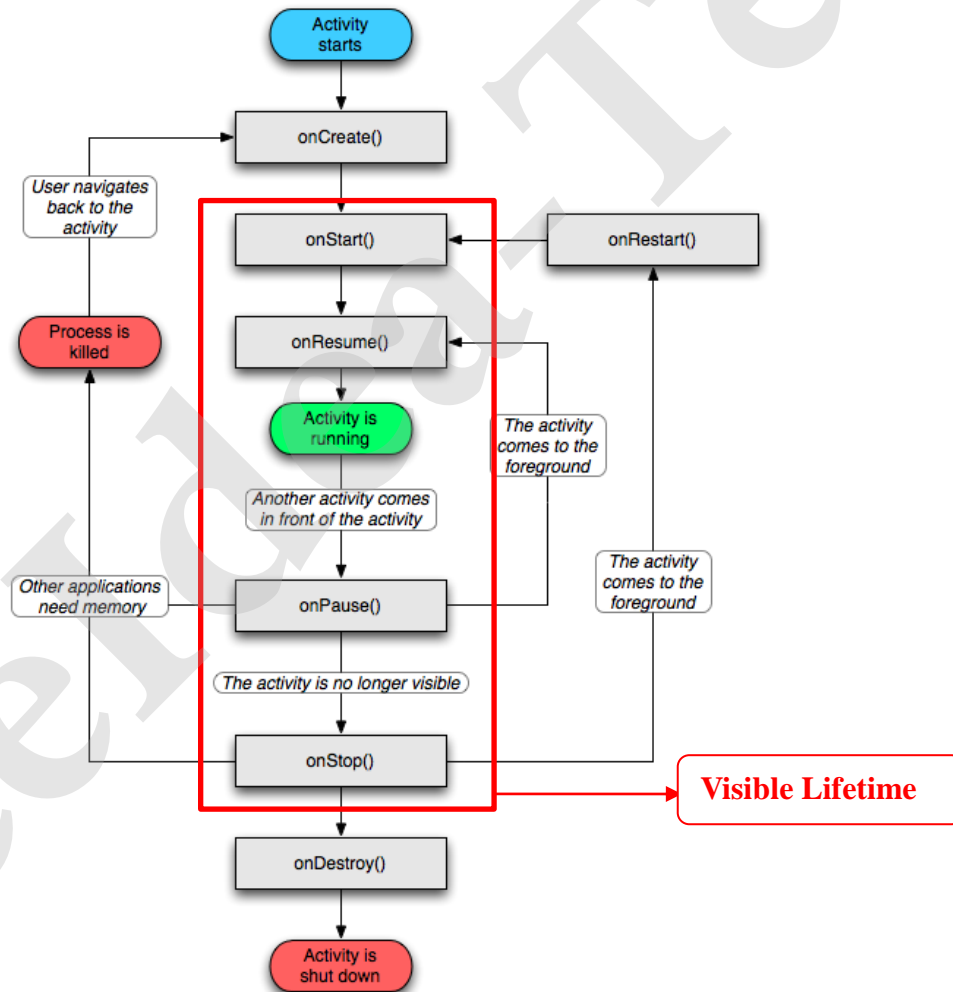 Activity
starts
onCreate()
User navigates
back to the
activity
onStart()
onRestart()
Process is
killed
onResume()
Activity is
running
The activity
comes to the
foreground
Another activity comes
in front of the activity
The activity
comes to the
foreground
Other applications
need memory
onPause()
The activity is no longer visible
onStop()
Visible Lifetime
onDestroy()
Activity is
shut down